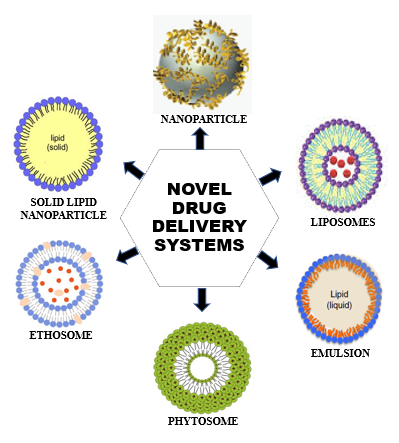 NANOPARTICLE
lipid
(solid)
SOLID LIPID
NANOPARTICLE
NOVEL
DRUG
DELIVERY
SYSTEMS
LIPOSOMES
ETHOSOME
Lipid
(liquid)
EMULSION
PHYTOSOME